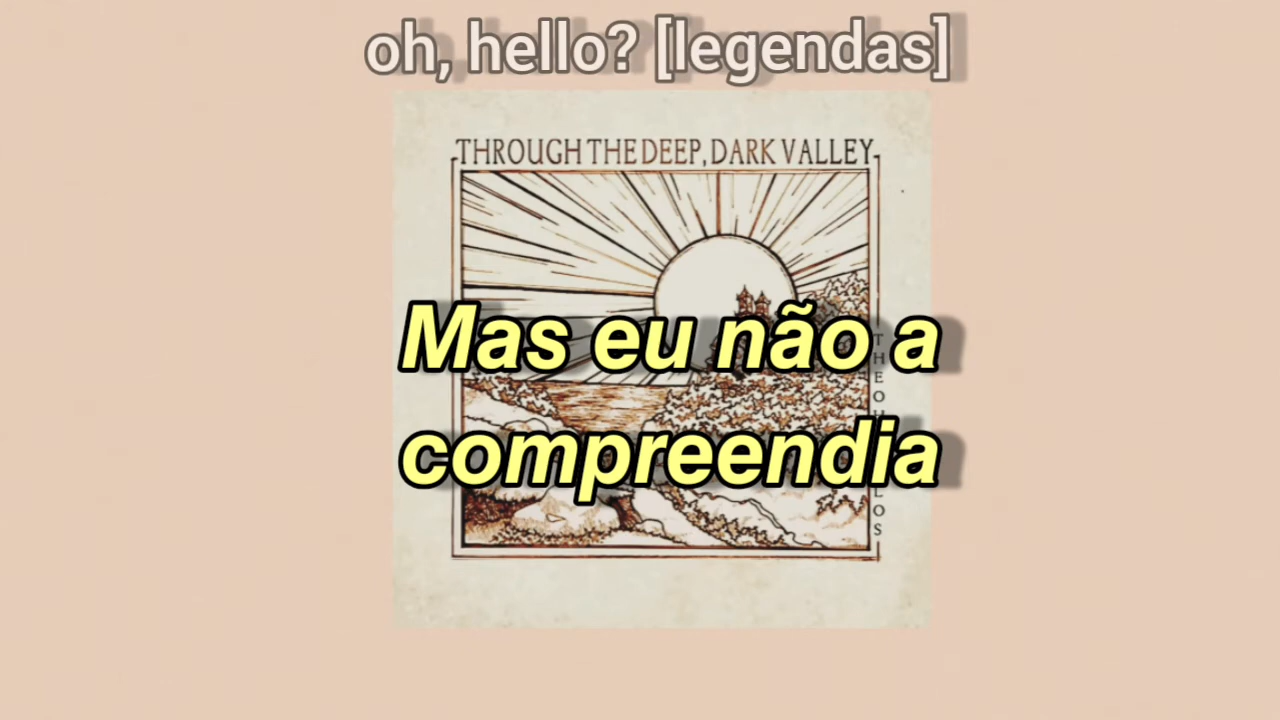 oh, hello? [legendas]
THROUGH THE DEEP, DARK VALLEY
Mas eu não a
compreendia